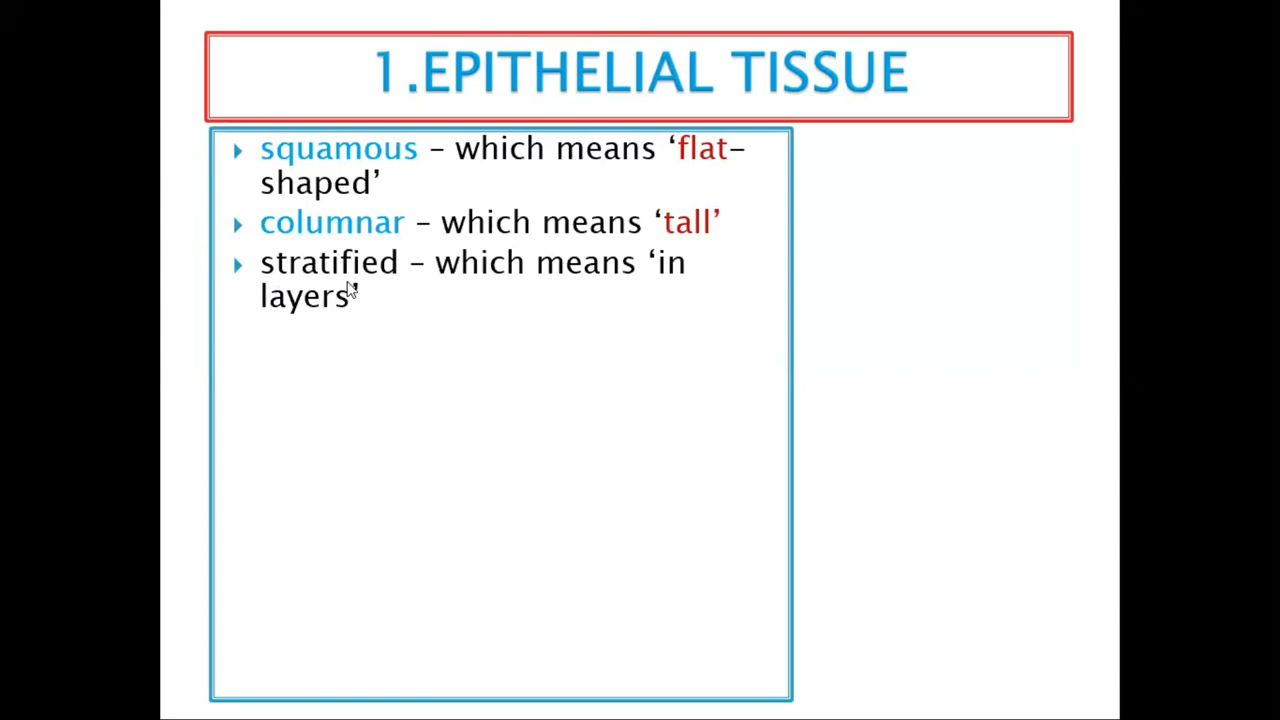 1.EPITHELIAL TISSUE
squamous – which means ‘flat-
shaped’
columnar – which means ‘tall’
stratified – which means ‘in
layers’